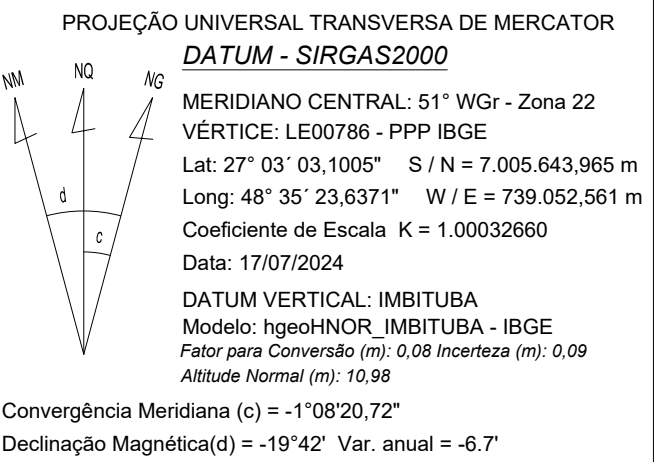 PROJEÇÃO UNIVERSAL TRANSVERSA DE MERCATOR
DATUM - SIRGAS2000
NM NQ NG
MERIDIANO CENTRAL: 51° WGr - Zona 22
VÉRTICE: LE00786 - PPP IBGE
Lat: 27° 03´ 03,1005" S / N = 7.005.643,965 m
Long: 48° 35´ 23,6371" W / E = 739.052,561 m
d
c
Coeficiente de Escala K = 1.00032660
Data: 17/07/2024
DATUM VERTICAL: IMBITUBA
Modelo: hgeoHNOR_IMBITUBA - IBGE
Fator para Conversão (m): 0,08 Incerteza (m): 0,09
Altitude Normal (m): 10,98
Convergência Meridiana (c) = -1°08'20,72"
Declinação Magnética(d) = -19°42' Var. anual = -6.7'